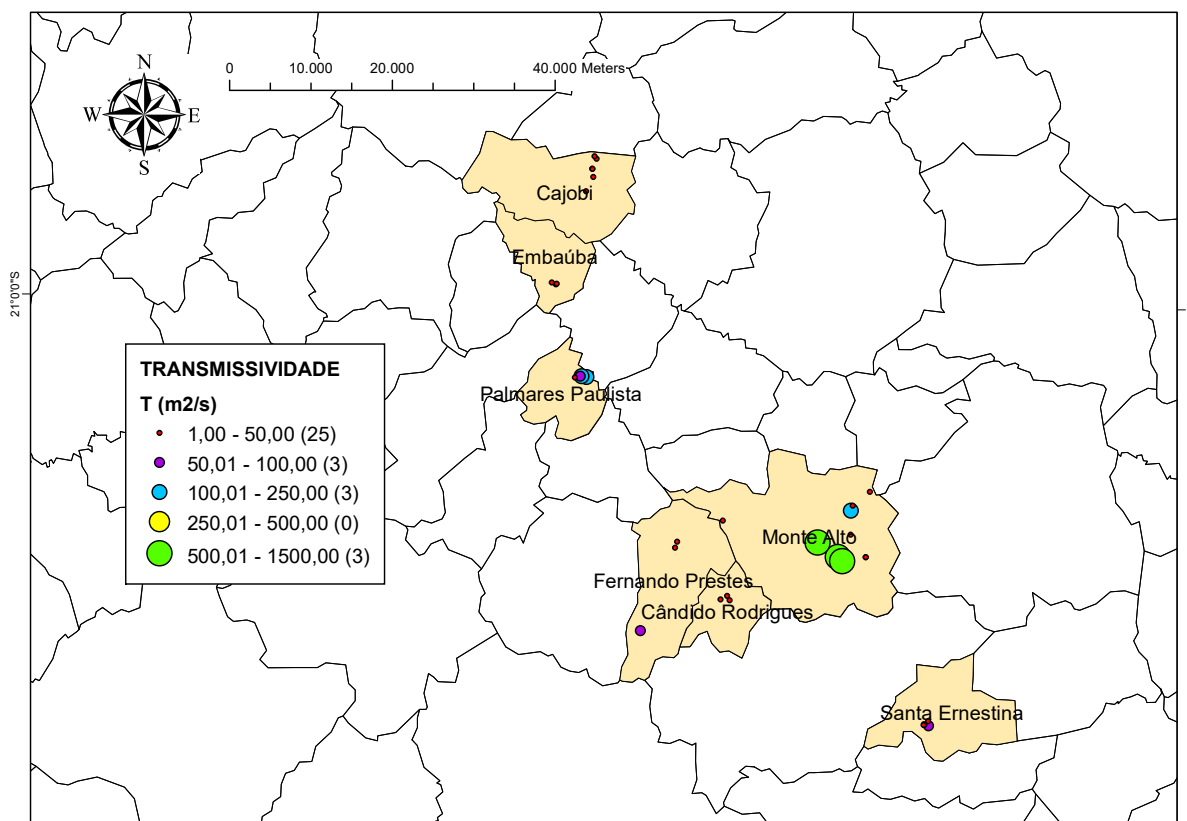 N
W E
S
0 10.000 20.000 40.000 Meters
Cajobi
Embaúba
21°0'0"S
TRANSMISSIVIDADE
T (m2/s)
1,00 - 50,00 (25)
50,01 - 100,00 (3)
100,01 - 250,00 (3)
250,01 - 500,00 (0)
500,01 - 1500,00 (3)
Palmares Paulista
Monte Alto
Fernando Prestes
Cândido Rodrigues
Santa Ernestina